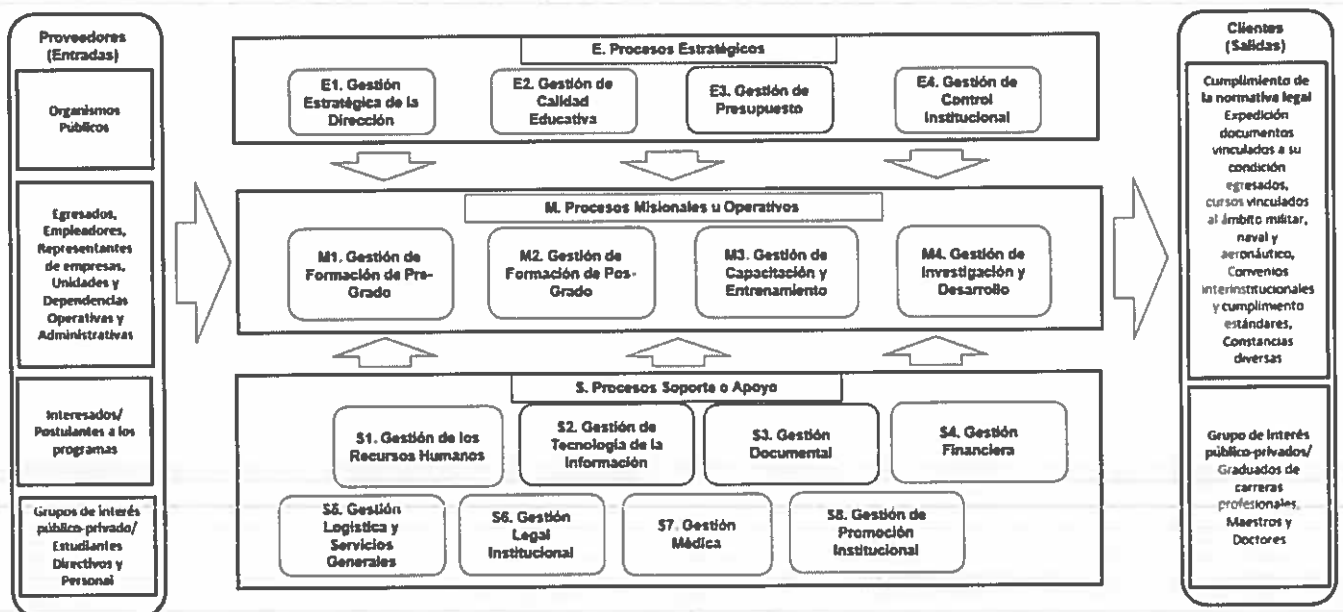 Proveedores
(Entradas)
Organismos
Públicos
Egresados,
Empleadores,
Representantes
de empresas,
Unidades y
Dependencias
Operativas y
Administrativas
Interesados/
Postulantes a los
programas
Grupos de interés
público-privado/
Estudiantes
Directivos y
Personal
E. Procesos Estratégicos
E1. Gestión
Estratégica de la
Dirección
E2. Gestión de
Calidad
Educativa
E3. Gestión de
Presupuesto
E4. Gestión de
Control
Institucional
M. Procesos Misionales u Operativos
M1. Gestión de
Formación de Pre-
Grado
M2. Gestión de
Formación de Pos-
Grado
M3. Gestión de
Capacitación y
Entrenamiento
M4. Gestión de
Investigación y
Desarrollo
S. Procesos Soporte o Apoyo
S1. Gestión de los
Recursos Humanos
S2. Gestión de
Tecnología de la
Información
S3. Gestión
Documental
S4. Gestión
Financiera
S5. Gestión
Logística y
Servicios
Generales
S6. Gestión
Legal
Institucional
S7. Gestión
Médica
S8. Gestión de
Promoción
Institucional
Clientes
(Salidas)
Cumplimiento de
la normativa legal
Expedición
documentos
vinculados a su
condición
egresados,
cursos vinculados
al ámbito militar,
naval y
aeronáutico,
Convenios
interinstitucionales
y cumplimiento
estándares,
Constancias
diversas
Grupo de interés
público-privados/
Graduados de
carreras
profesionales,
Maestros y
Doctores